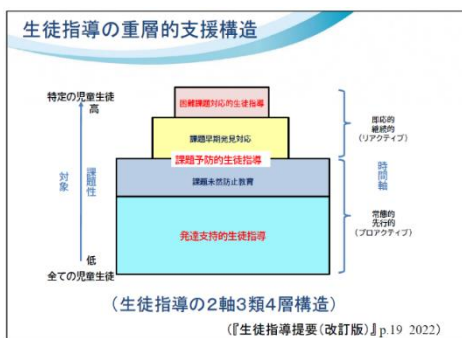 生徒指導の重層的支援構造
特定の児童生徒
高
困難課題対応的生徒指導
課題早期発見対応
課題予防的生徒指導
課題未然防止教育
発達支持的生徒指導
対象
課題性
低
全ての児童生徒
即応的
継続的
(リアクティブ)
時間軸
常態的
先行的
(プロアクティブ)
(生徒指導の2軸3類4層構造)
(『生徒指導提要(改訂版)』p.19 2022)